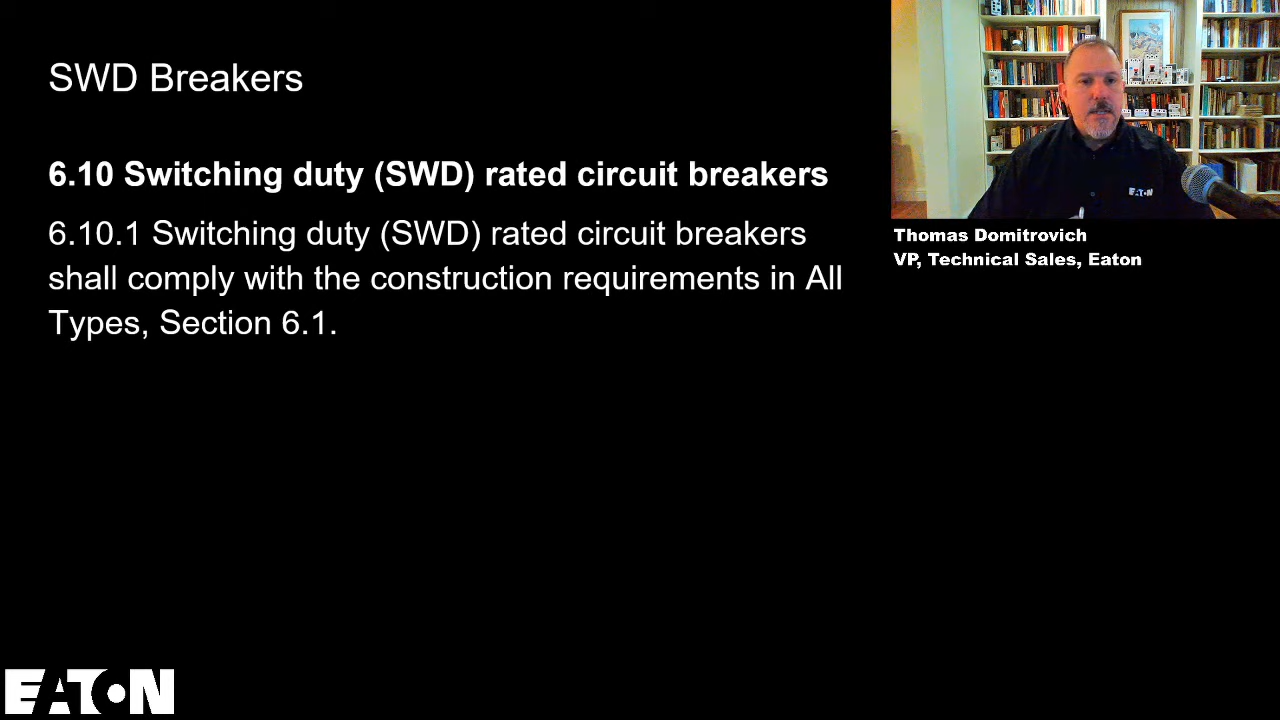 SWD Breakers
6.10 Switching duty (SWD) rated circuit breakers
6.10.1 Switching duty (SWD) rated circuit breakers
shall comply with the construction requirements in All
Types, Section 6.1.
EATON
Thomas Domitrovich
VP, Technical Sales, Eaton
EATON